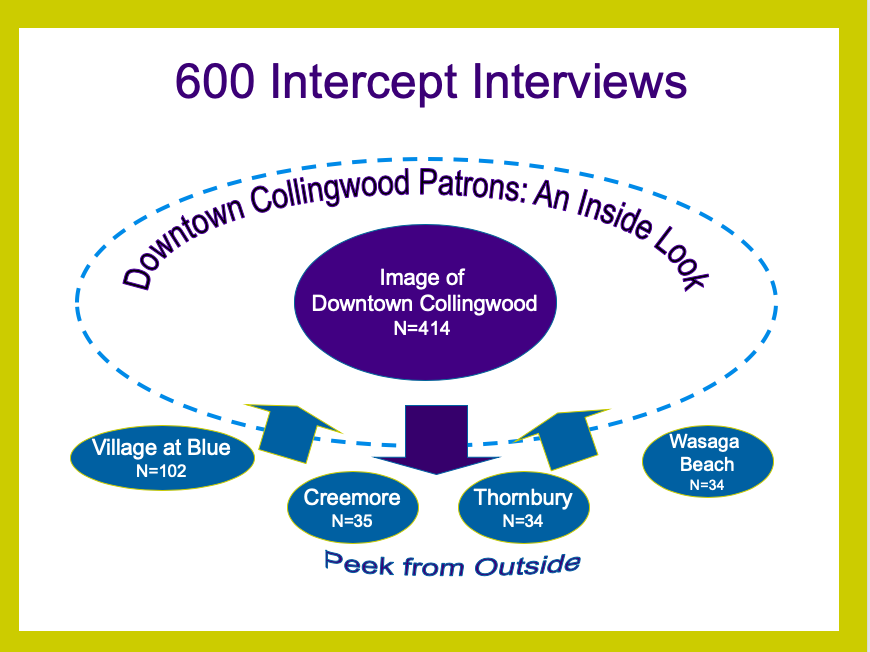 600 Intercept Interviews
Downtown Collingwood Patrons: An Inside Look
Image of
Downtown Collingwood
N=414
Village at Blue
N=102
Creemore
N=35
Thornbury
N=34
Wasaga
Beach
N=34
Peek from Outside